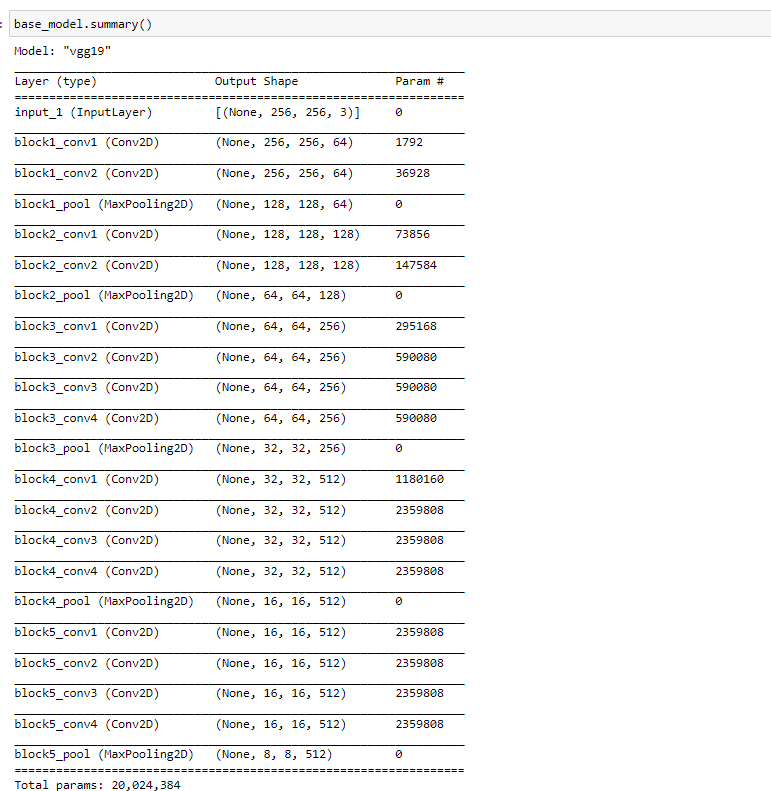 :
base_model.summary()
Model: "vgg19"
_________________________________________________________________
Layer (type)                 Output Shape              Param #
=================================================================
input_1 (InputLayer)         [(None, 256, 256, 3)]     0
_________________________________________________________________
block1_conv1 (Conv2D)        (None, 256, 256, 64)      1792
_________________________________________________________________
block1_conv2 (Conv2D)        (None, 256, 256, 64)      36928
_________________________________________________________________
block1_pool (MaxPooling2D)   (None, 128, 128, 64)      0
_________________________________________________________________
block2_conv1 (Conv2D)        (None, 128, 128, 128)     73856
_________________________________________________________________
block2_conv2 (Conv2D)        (None, 128, 128, 128)     147584
_________________________________________________________________
block2_pool (MaxPooling2D)   (None, 64, 64, 128)       0
_________________________________________________________________
block3_conv1 (Conv2D)        (None, 64, 64, 256)       295168
_________________________________________________________________
block3_conv2 (Conv2D)        (None, 64, 64, 256)       590080
_________________________________________________________________
block3_conv3 (Conv2D)        (None, 64, 64, 256)       590080
_________________________________________________________________
block3_conv4 (Conv2D)        (None, 64, 64, 256)       590080
_________________________________________________________________
block3_pool (MaxPooling2D)   (None, 32, 32, 256)       0
_________________________________________________________________
block4_conv1 (Conv2D)        (None, 32, 32, 512)       1180160
_________________________________________________________________
block4_conv2 (Conv2D)        (None, 32, 32, 512)       2359808
_________________________________________________________________
block4_conv3 (Conv2D)        (None, 32, 32, 512)       2359808
_________________________________________________________________
block4_conv4 (Conv2D)        (None, 32, 32, 512)       2359808
_________________________________________________________________
block4_pool (MaxPooling2D)   (None, 16, 16, 512)       0
_________________________________________________________________
block5_conv1 (Conv2D)        (None, 16, 16, 512)       2359808
_________________________________________________________________
block5_conv2 (Conv2D)        (None, 16, 16, 512)       2359808
_________________________________________________________________
block5_conv3 (Conv2D)        (None, 16, 16, 512)       2359808
_________________________________________________________________
block5_conv4 (Conv2D)        (None, 16, 16, 512)       2359808
_________________________________________________________________
block5_pool (MaxPooling2D)   (None, 8, 8, 512)         0
=================================================================
Total params: 20,024,384